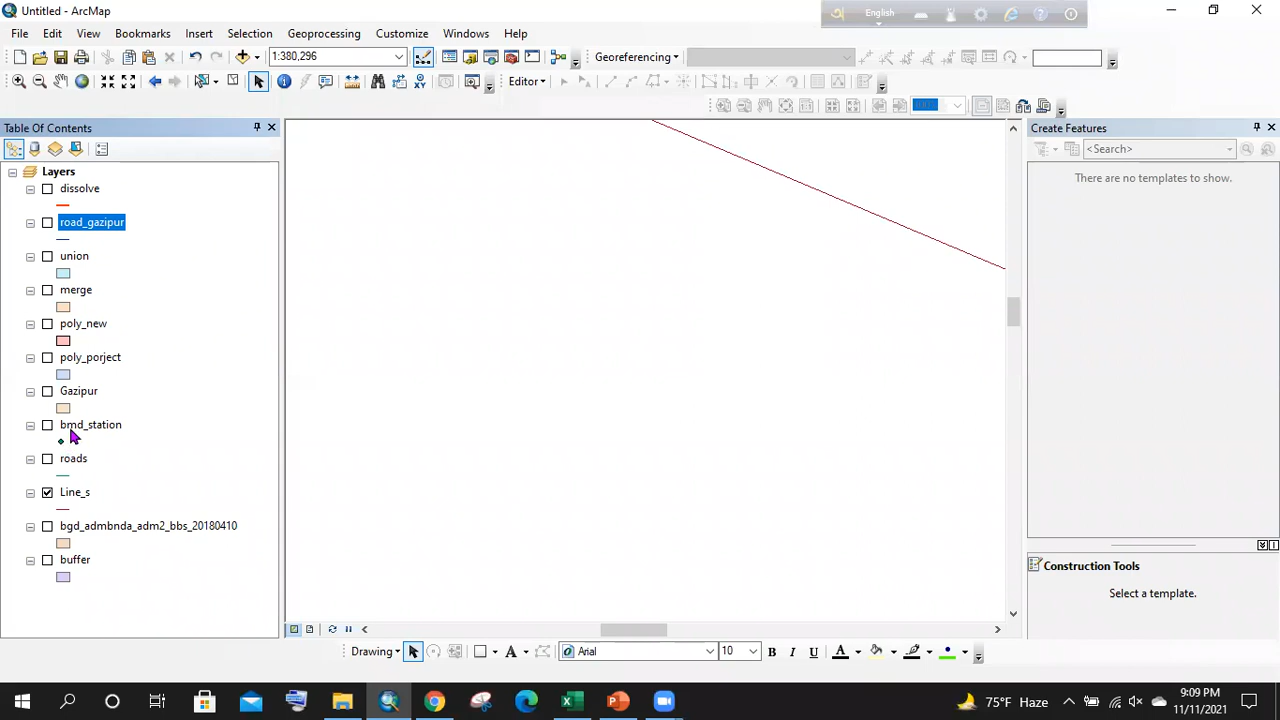 Untitled - ArcMap
English
File Edit View Bookmarks Insert Selection Geoprocessing Customize Windows Help
1:380,296
Georeferencing
Editor
Table Of Contents
Create Features
<Search>
There are no templates to show.
Layers
dissolve
road_gazipur
union
merge
poly_new
poly_porject
Gazipur
bmd_station
roads
Line_s
bgd_admbnda_adm2_bbs_20180410
buffer
Construction Tools
Select a template.
Drawing
A
Arial
10
B I U A
75°F Haze
9:09 PM
11/11/2021